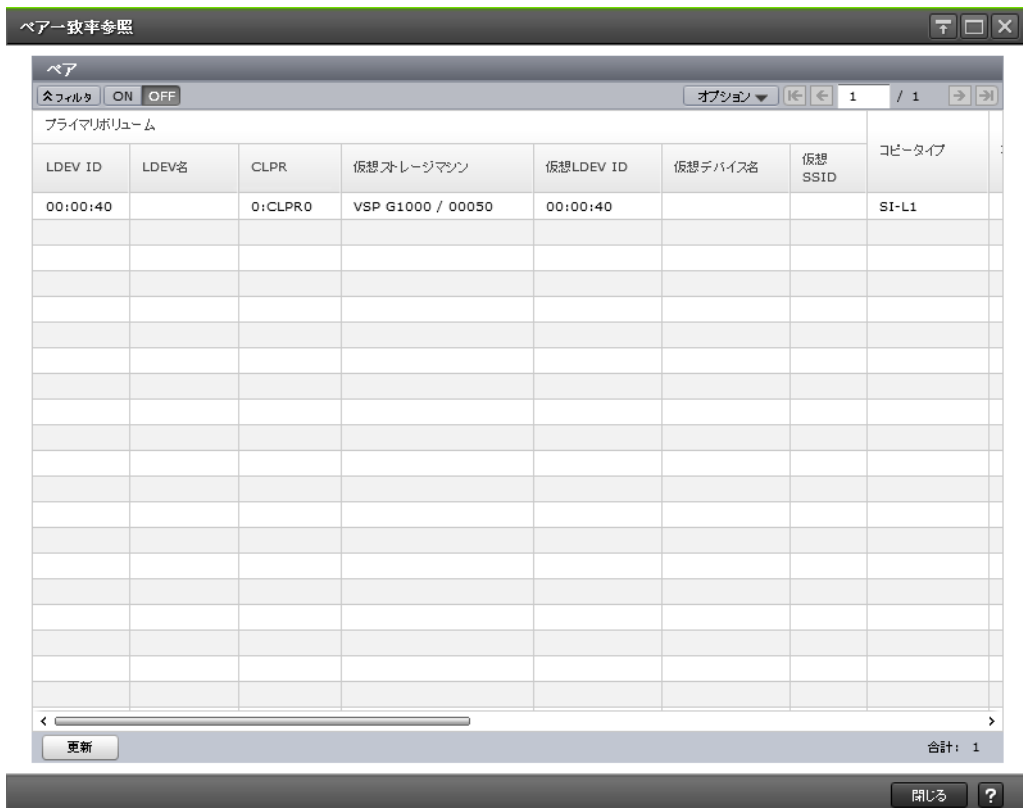 ペア一致率参照
ペア
フィルタ ON OFF オプション 1 / 1
プライマリボリューム
コピータイプ
LDEV ID LDEV名 CLPR 仮想ストレージマシン 仮想LDEV ID 仮想デバイス名 仮想
SSID
00:00:40 0:CLPR0 VSP G1000 / 00050 00:00:40 SI-L1
更新 合計: 1
閉じる ?